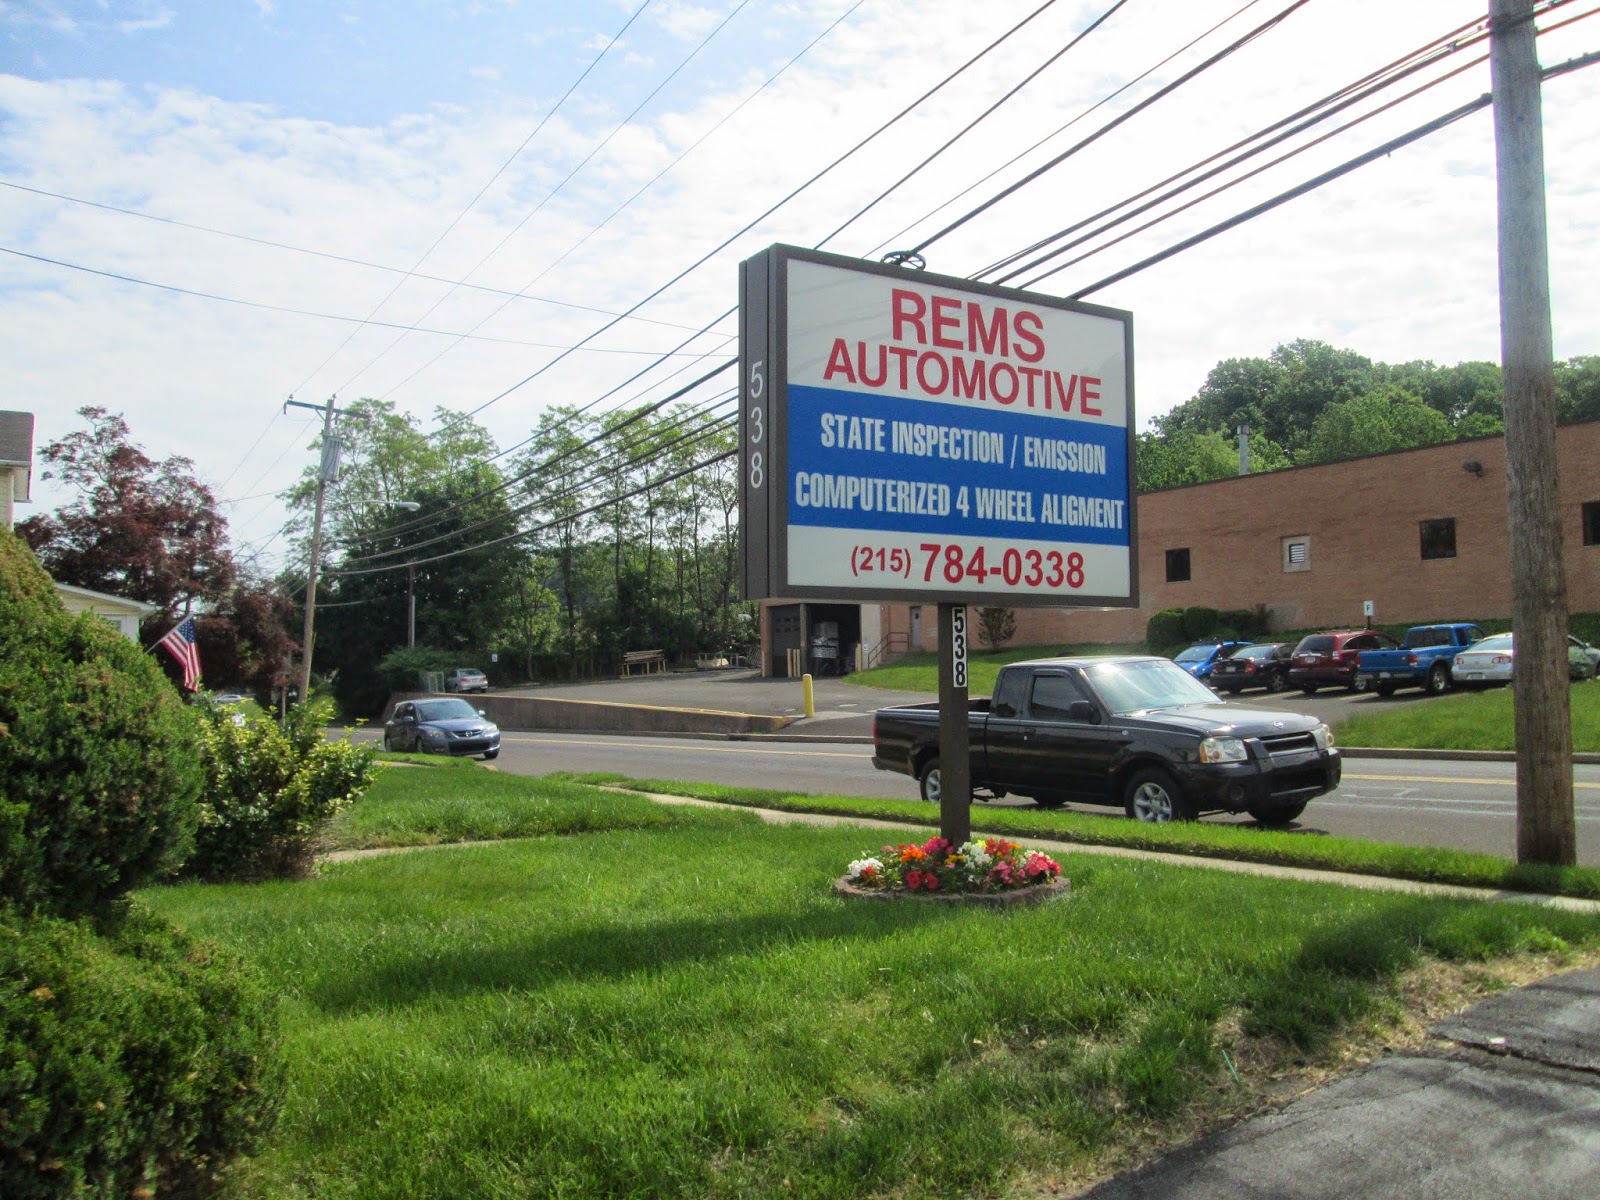 REMS
AUTOMOTIVE
STATE INSPECTION / EMISSION
COMPUTERIZED 4 WHEEL ALIGMENT
(215) 784-0338
538
538
F